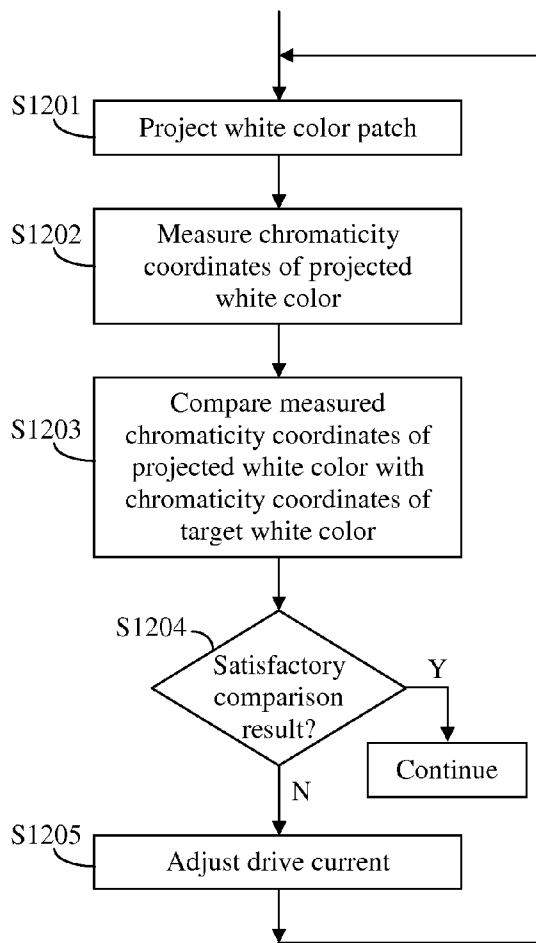 S1201
Project white color patch
S1202
Measure chromaticity
coordinates of projected
white color
S1203
Compare measured
chromaticity coordinates of
projected white color with
chromaticity coordinates of
target white color
S1204
Satisfactory
comparison
result?
Y
Continue
N
S1205
Adjust drive current